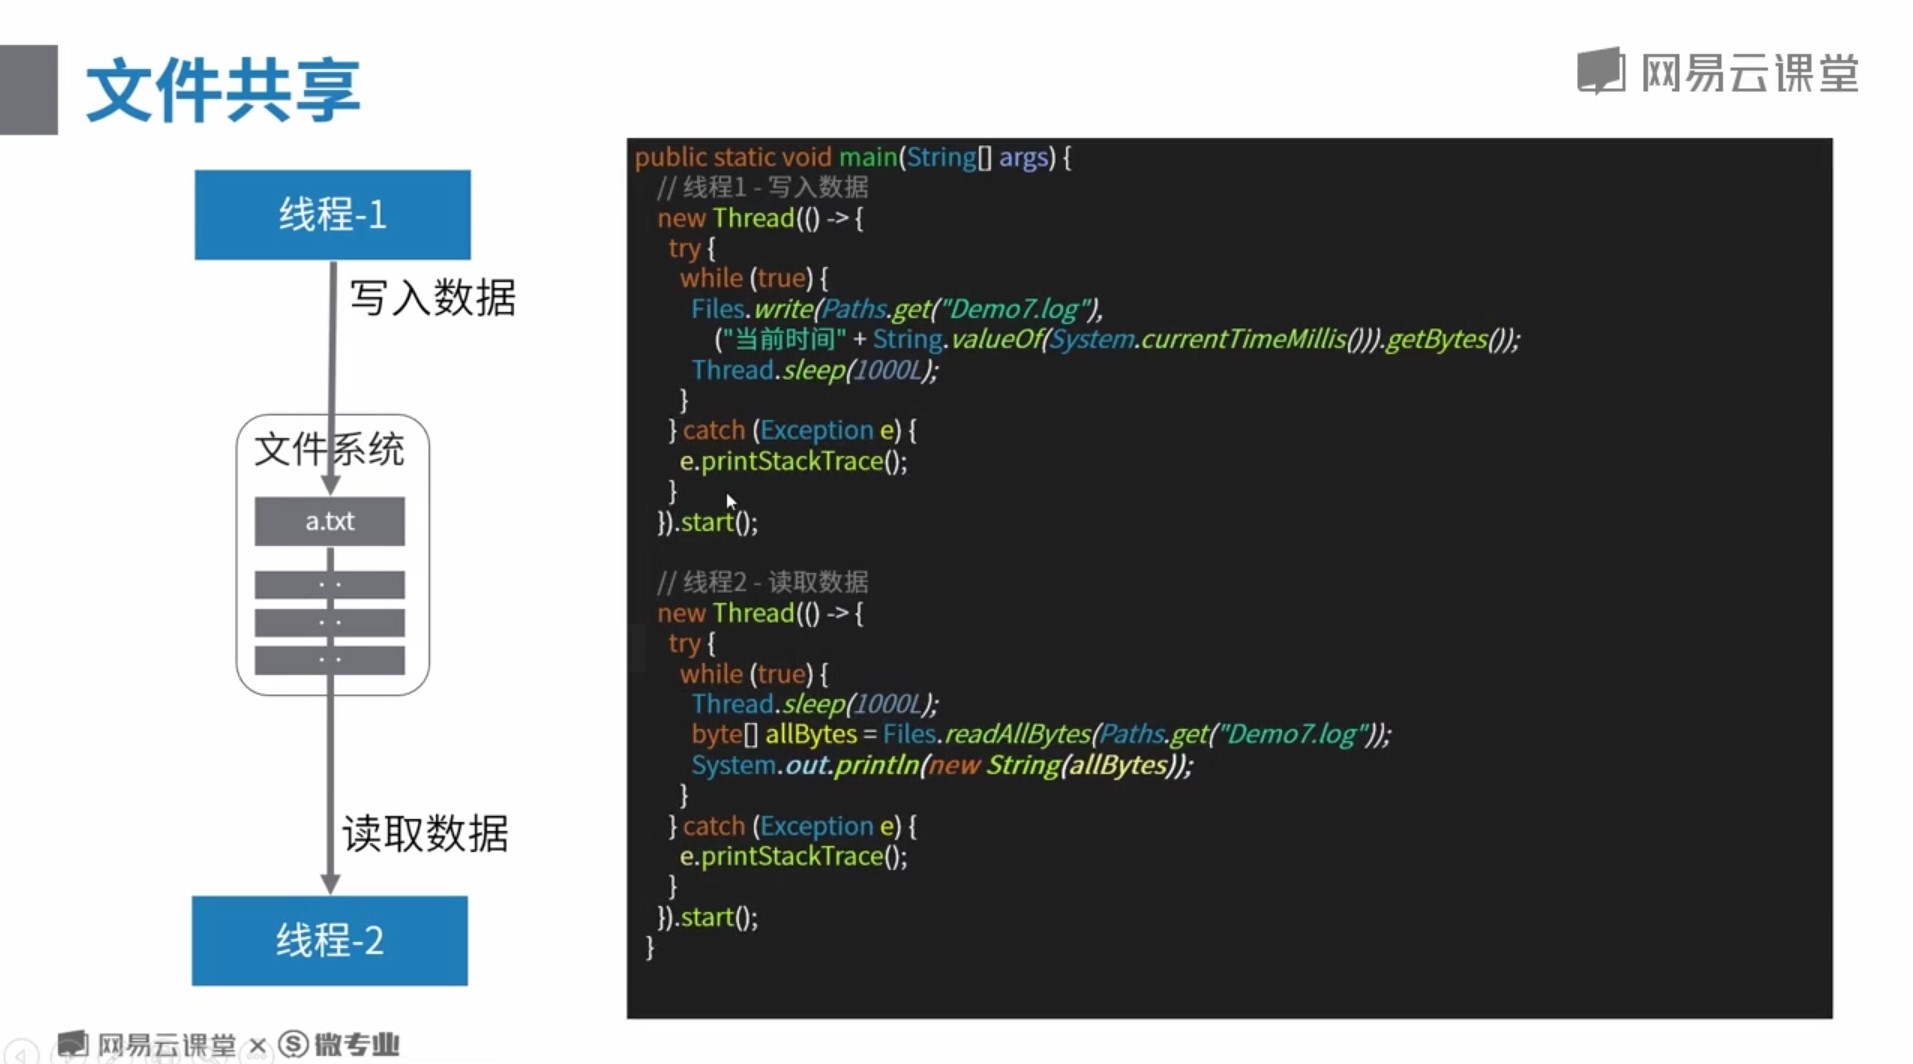 文件共享
网易云课堂
线程-1
写入数据
文件系统
a.txt
. .
. .
. .
读取数据
线程-2
public static void main(String[] args) {
// 线程1 - 写入数据
new Thread(() -> {
try {
while (true) {
Files.write(Paths.get("Demo7.log"),
("当前时间" + String.valueOf(System.currentTimeMillis())).getBytes());
Thread.sleep(1000L);
}
} catch (Exception e) {
e.printStackTrace();
}
}).start();
// 线程2 - 读取数据
new Thread(() -> {
try {
while (true) {
Thread.sleep(1000L);
byte[] allBytes = Files.readAllBytes(Paths.get("Demo7.log"));
System.out.println(new String(allBytes));
}
} catch (Exception e) {
e.printStackTrace();
}
}).start();
}
网易云课堂 × 微专业